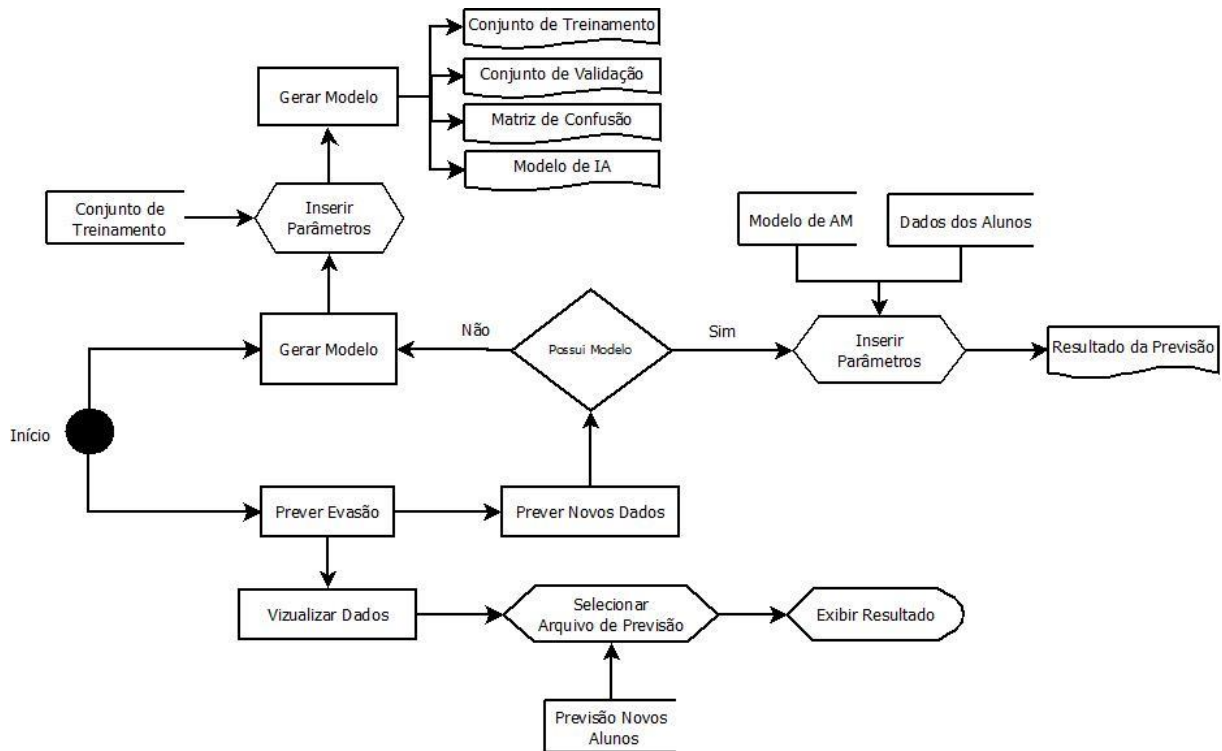 Conjunto de Treinamento
Conjunto de Validação
Gerar Modelo
Matriz de Confusão
Modelo de IA
Conjunto de
Treinamento
Inserir
Parâmetros
Modelo de AM
Dados dos Alunos
Não
Sim
Gerar Modelo
Possui Modelo
Inserir
Parâmetros
Resultado da Previsão
Início
Prever Evasão
Prever Novos Dados
Vizualizar Dados
Selecionar
Arquivo de Previsão
Exibir Resultado
Previsão Novos
Alunos